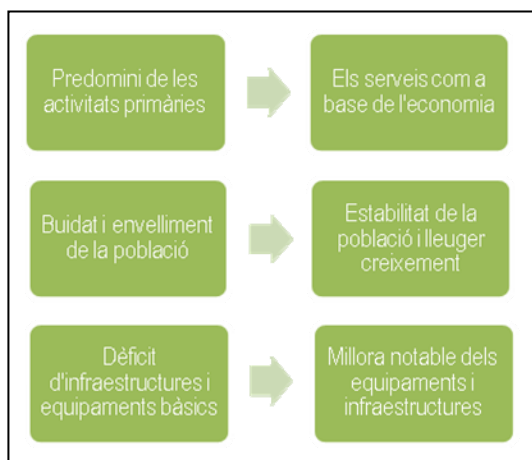 Predomini de les
activitats primàries
Els serveis com a
base de l'economia
Buidat i envelliment
de la població
Estabilitat de la
població i lleuger
creixement
Dèficit
d'infraestructures i
equipaments bàsics
Millora notable dels
equipaments i
infraestructures